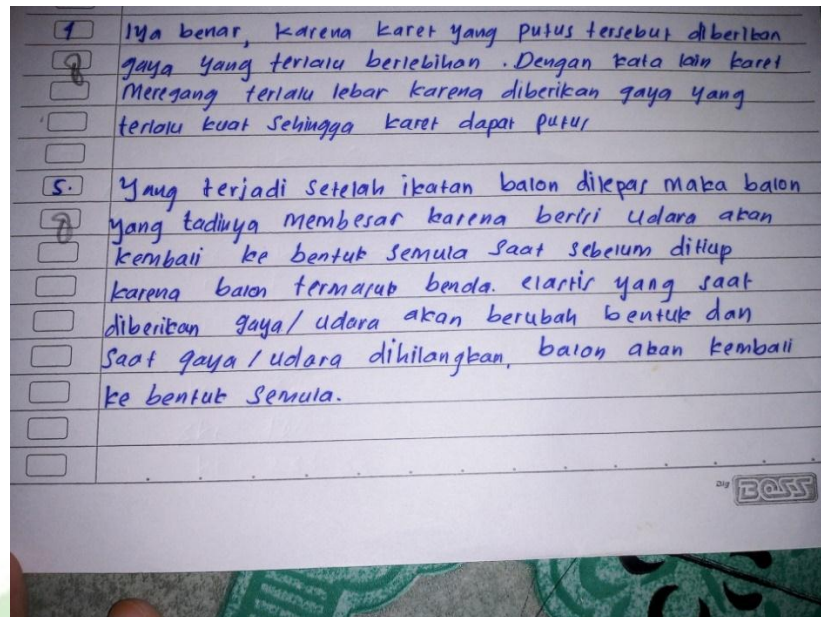 1 Iya benar, karena karet yang putus tersebut diberikan
8 gaya yang terlalu berlebihan. Dengan kata lain karet
Meregang terlalu lebar karena diberikan gaya yang
terlalu kuat sehingga karet dapat putus
5. Yang terjadi setelah ikatan balon dilepas maka balon
8 yang tadinya membesar karena berisi udara akan
kembali ke bentuk semula saat sebelum ditiup
karena balon termasuk benda. elastis yang saat
diberikan gaya/udara akan berubah bentuk dan
Saat gaya/udara dihilangkan, balon akan kembali
ke bentuk semula.
Big BOSS